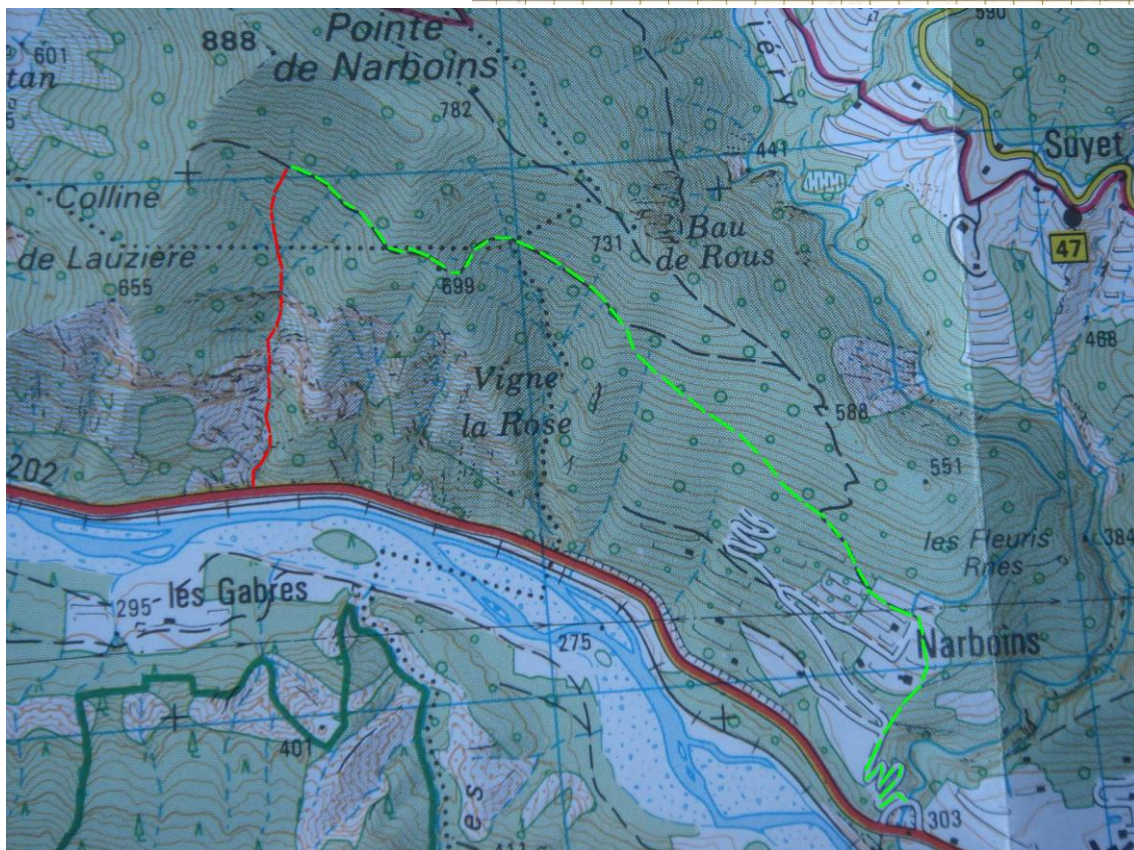 590
888
601
tan
Pointe
de Narboins
782
441
Suyet
Colline
de Lauzière
655
699
731
Bau
de Rous
47
468
Vigne
la Rose
588
551
202
les Fleuris
Rnes
384
les Gabres
295
275
Narboins
401
303